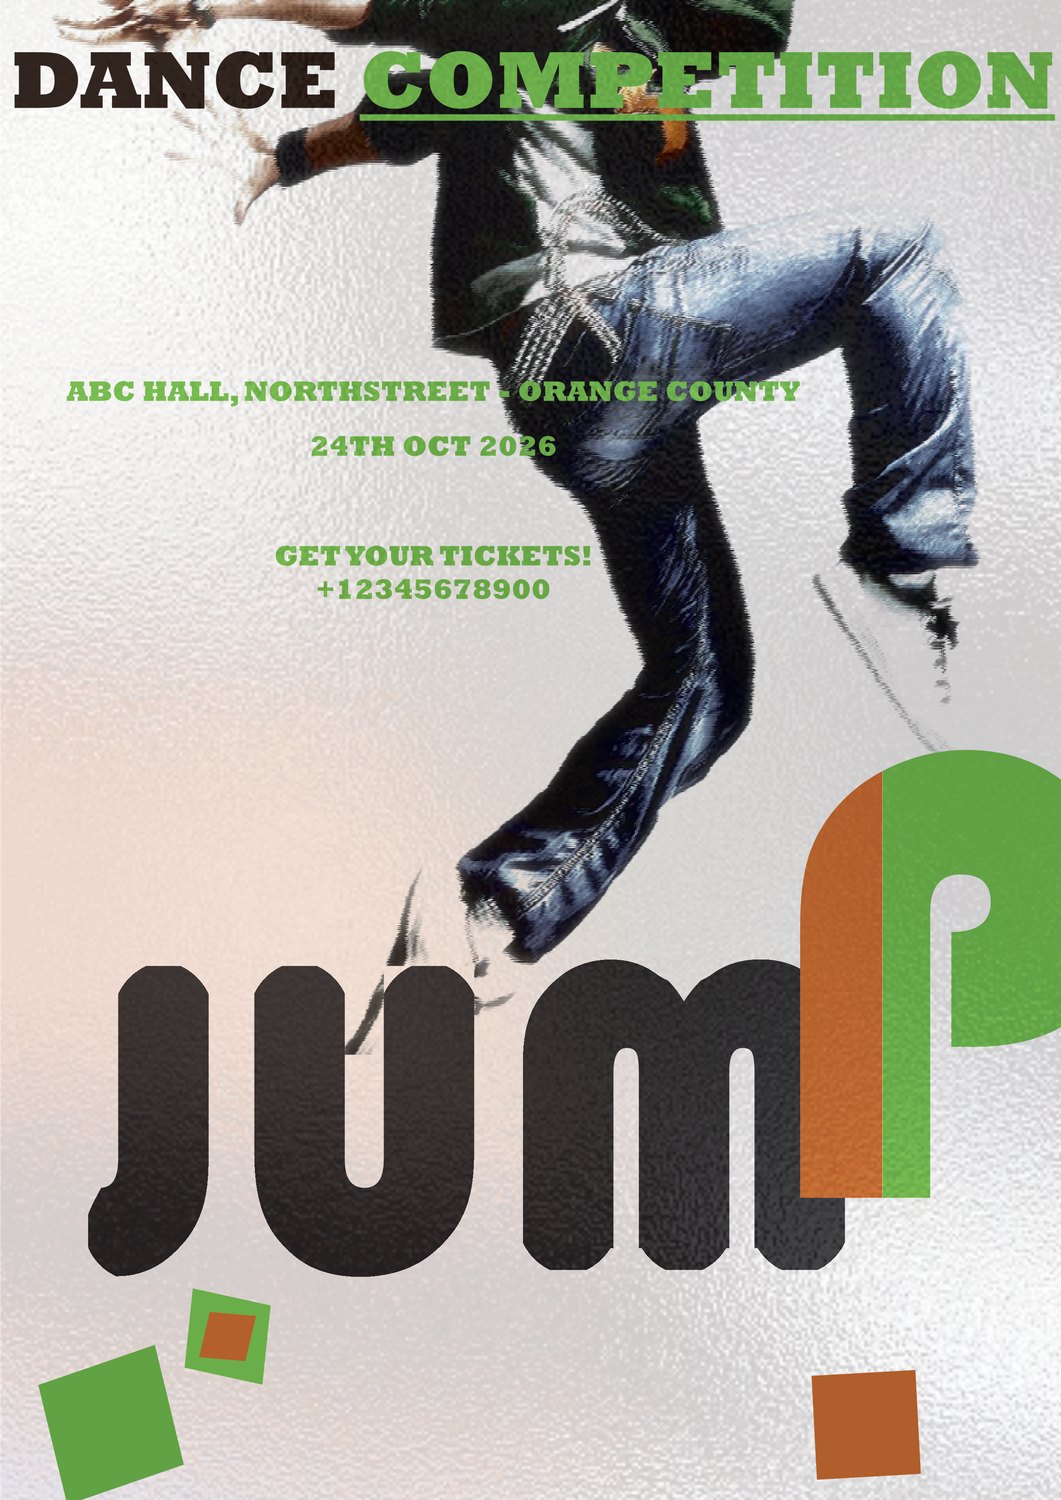 DANCE COMPETITION
ABC HALL, NORTHSTREET - ORANGE COUNTY
24TH OCT 2026
GET YOUR TICKETS!
+12345678900
JUMP